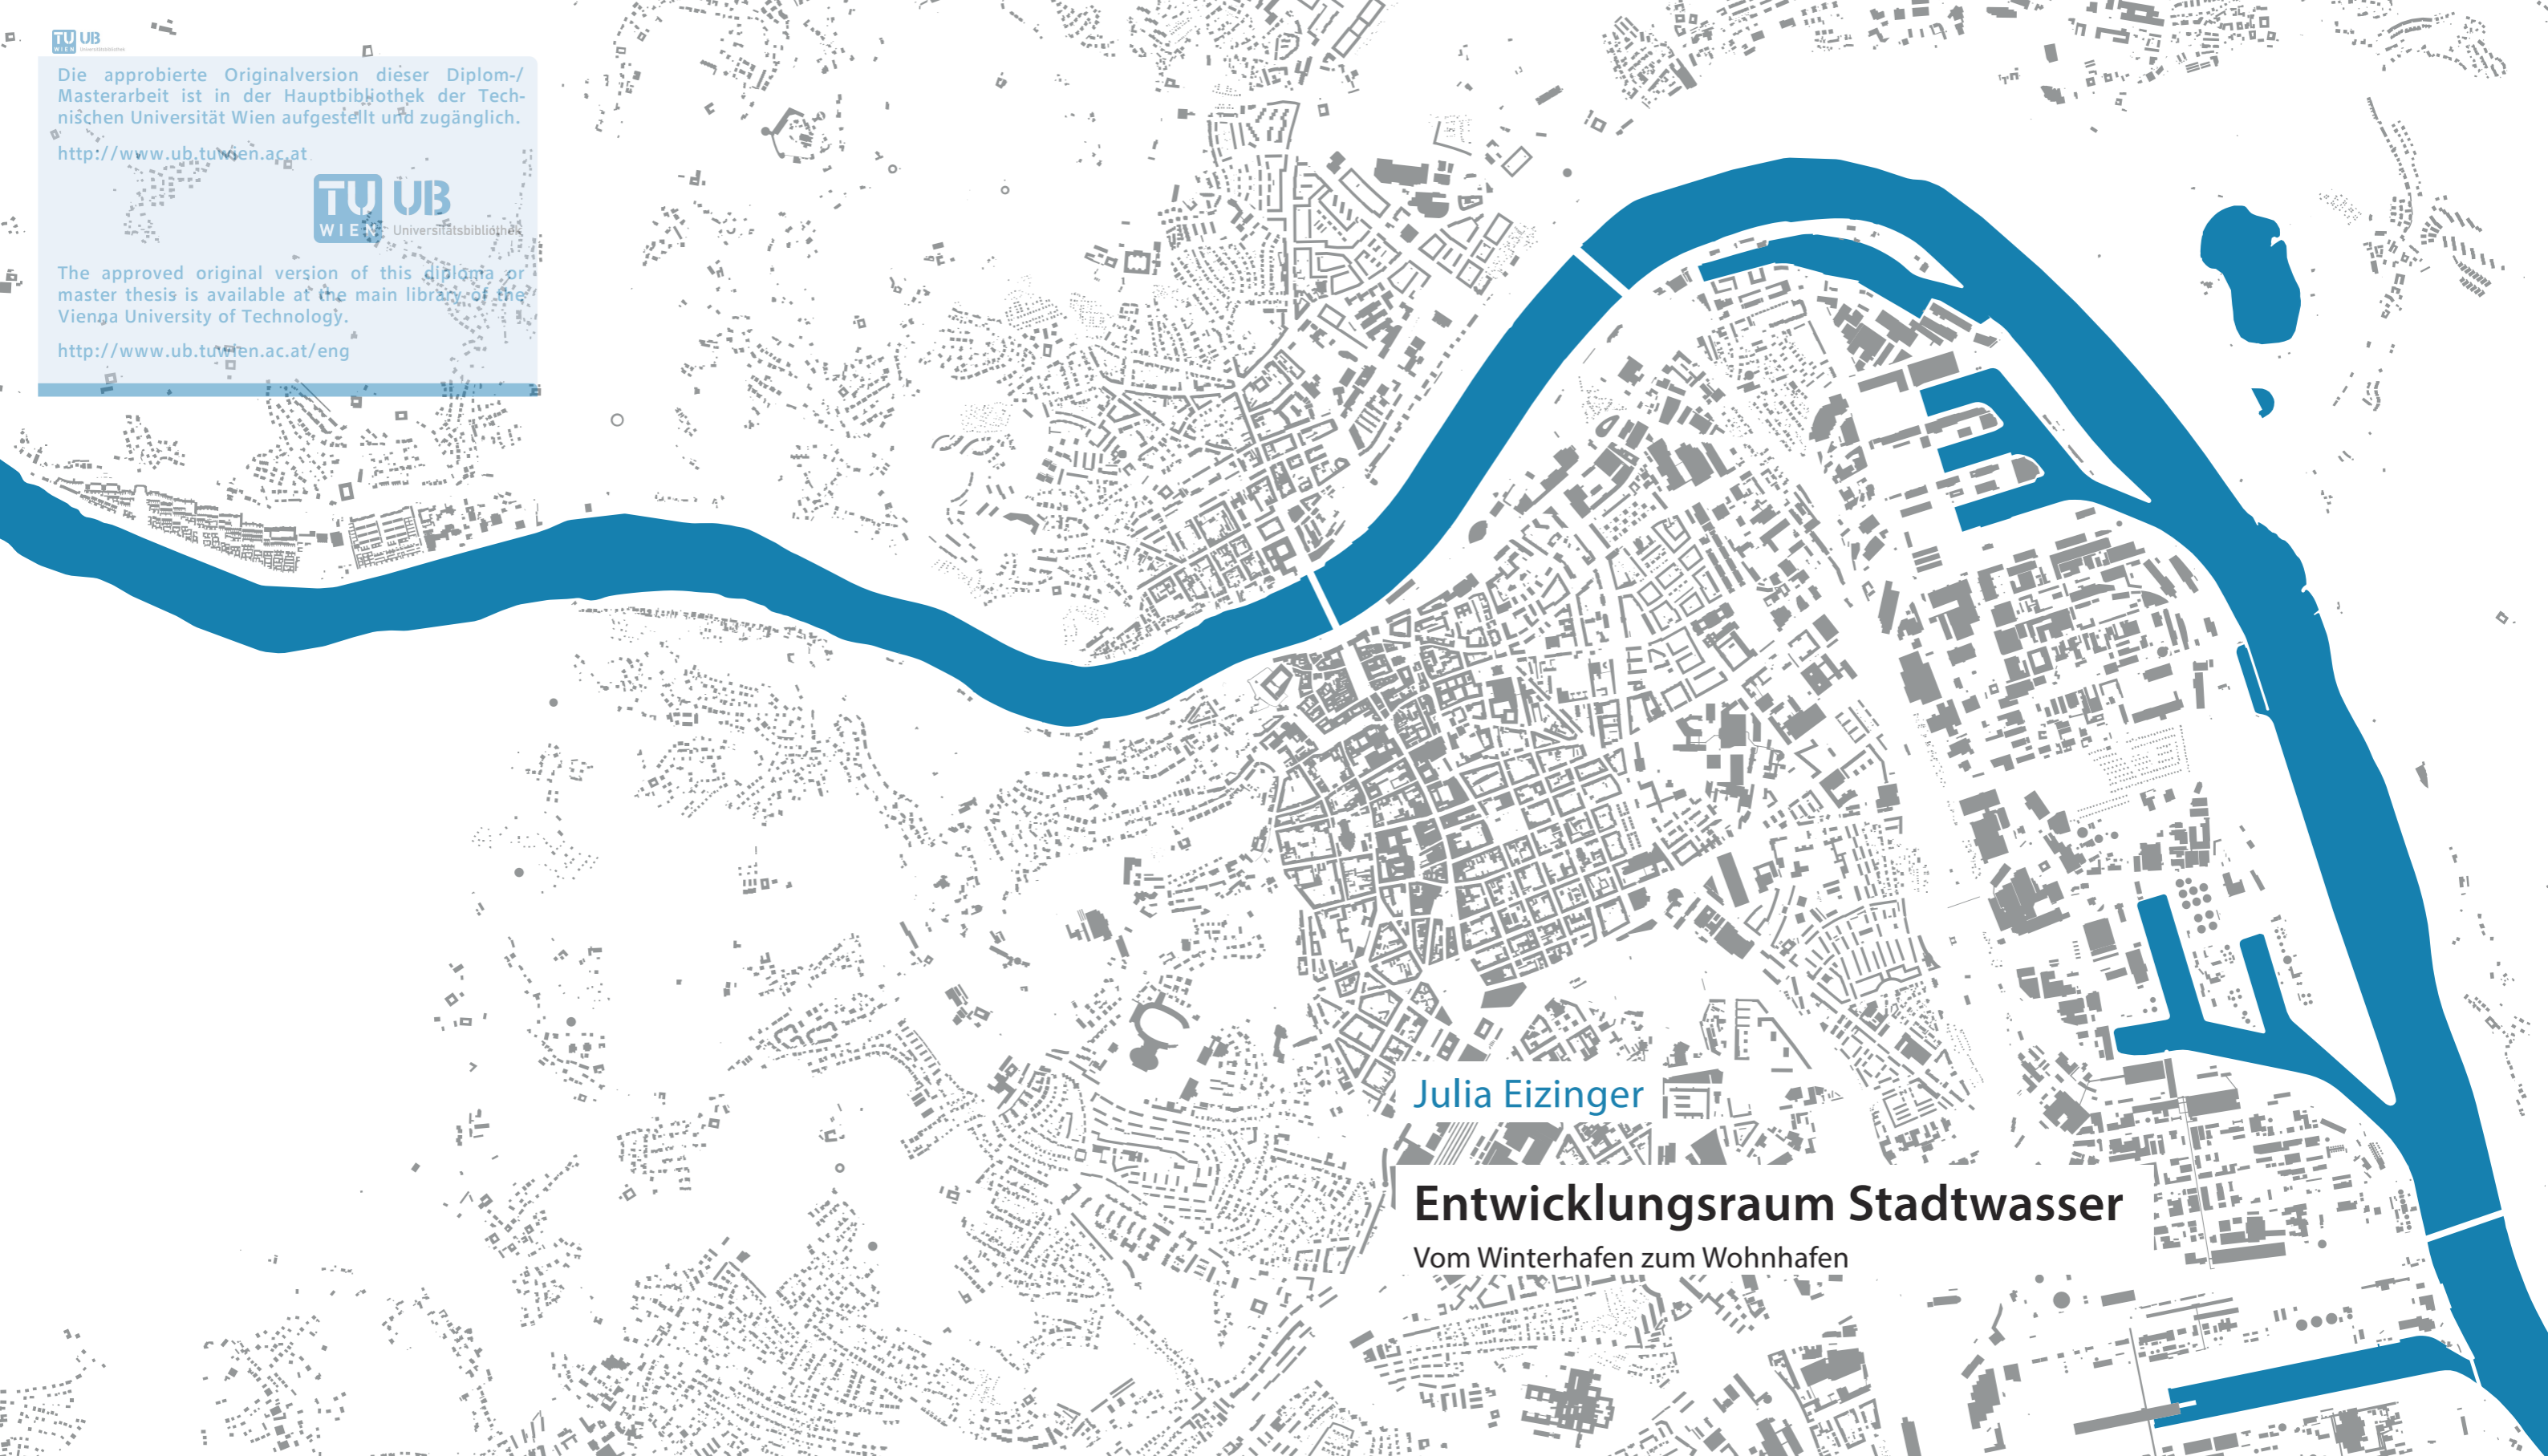 TU UB
WIEN Universitätsbibliothek
Die approbierte Originalversion dieser Diplom-/
Masterarbeit ist in der Hauptbibliothek der Tech-
nischen Universität Wien aufgestellt und zugänglich.
http://www.ub.tuwien.ac.at
TU UB
WIEN Universitätsbibliothek
The approved original version of this diploma or
master thesis is available at the main library of the
Vienna University of Technology.
http://www.ub.tuwien.ac.at/eng
Julia Eizinger
Entwicklungsraum Stadtwasser
Vom Winterhafen zum Wohnhafen